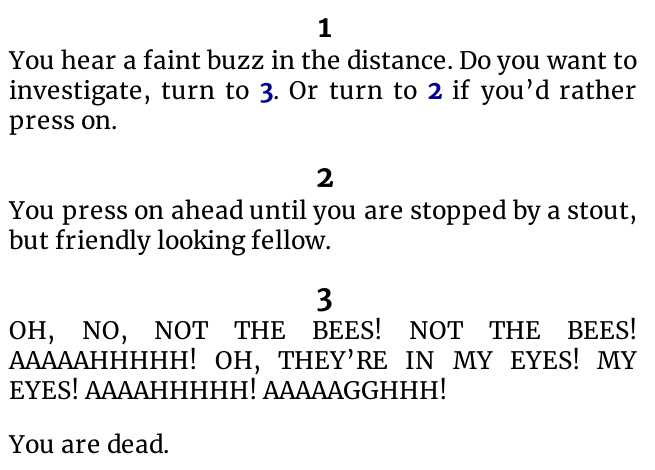 1
You hear a faint buzz in the distance. Do you want to
investigate, turn to 3. Or turn to 2 if you’d rather
press on.
2
You press on ahead until you are stopped by a stout,
but friendly looking fellow.
3
OH, NO, NOT THE BEES! NOT THE BEES!
AAAAAHHHHH! OH, THEY’RE IN MY EYES! MY
EYES! AAAAHHHHH! AAAAAGGHHH!
You are dead.